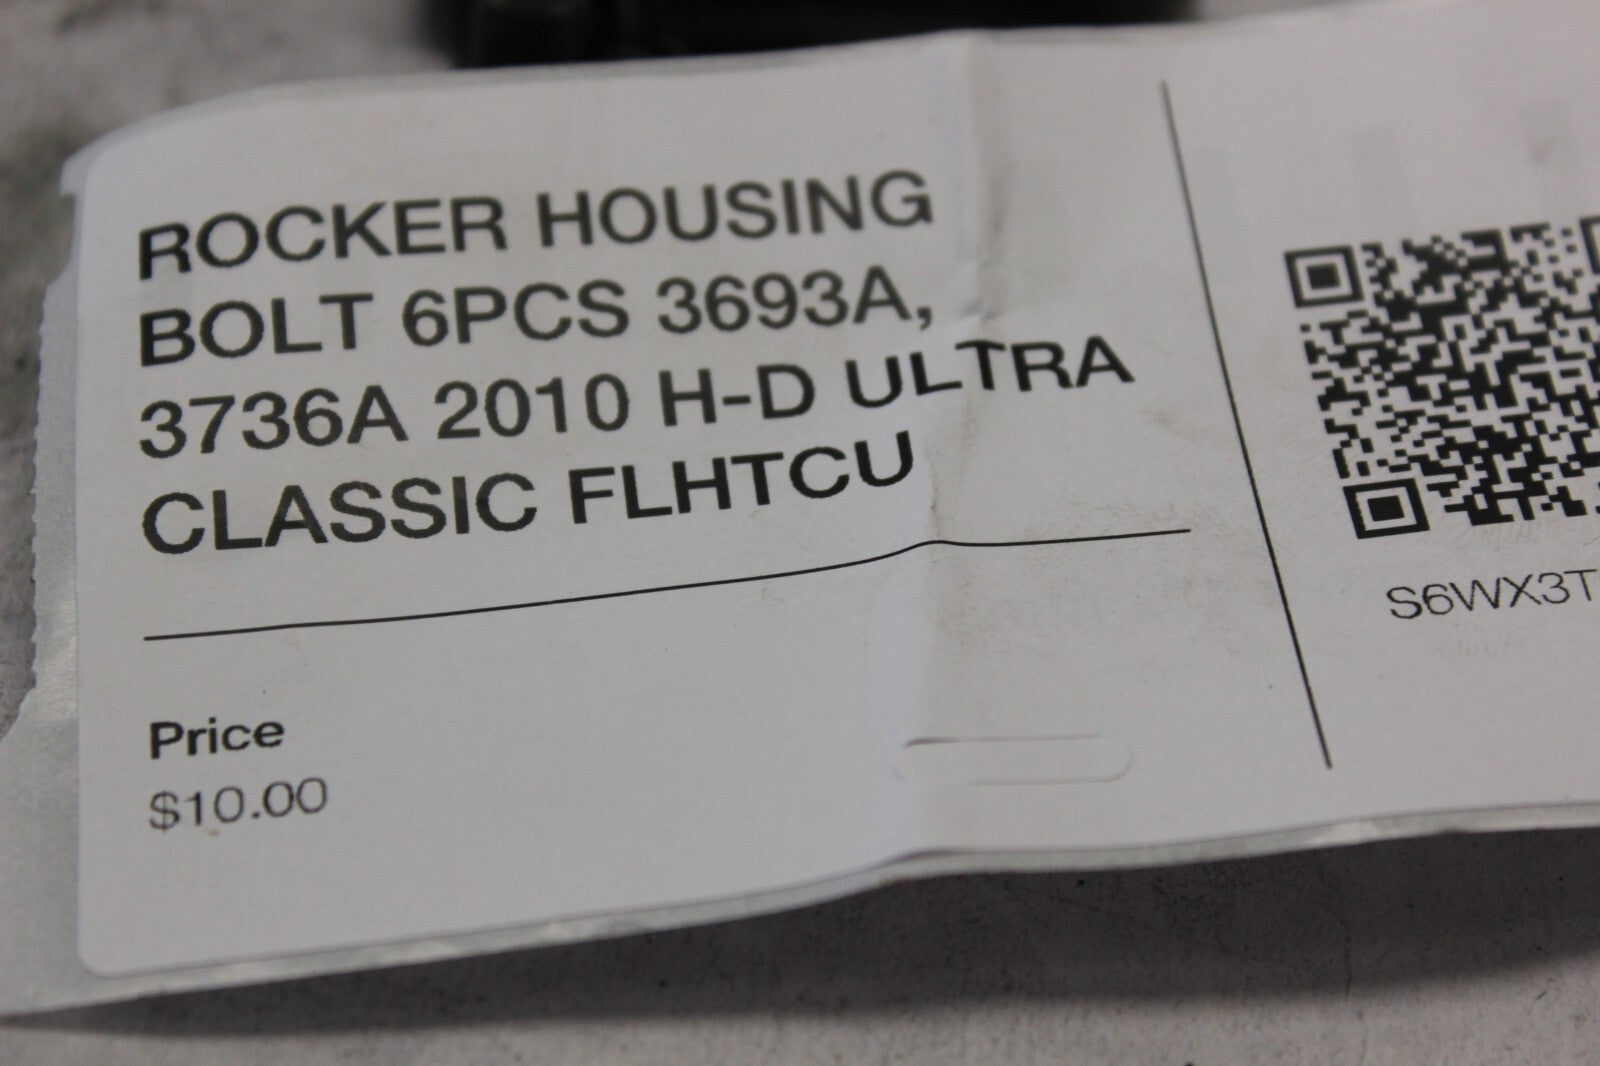 ROCKER HOUSING
BOLT 6PCS 3693A,
3736A 2010 H-D ULTRA
CLASSIC FLHTCU
Price
$10.00
S6WX3T